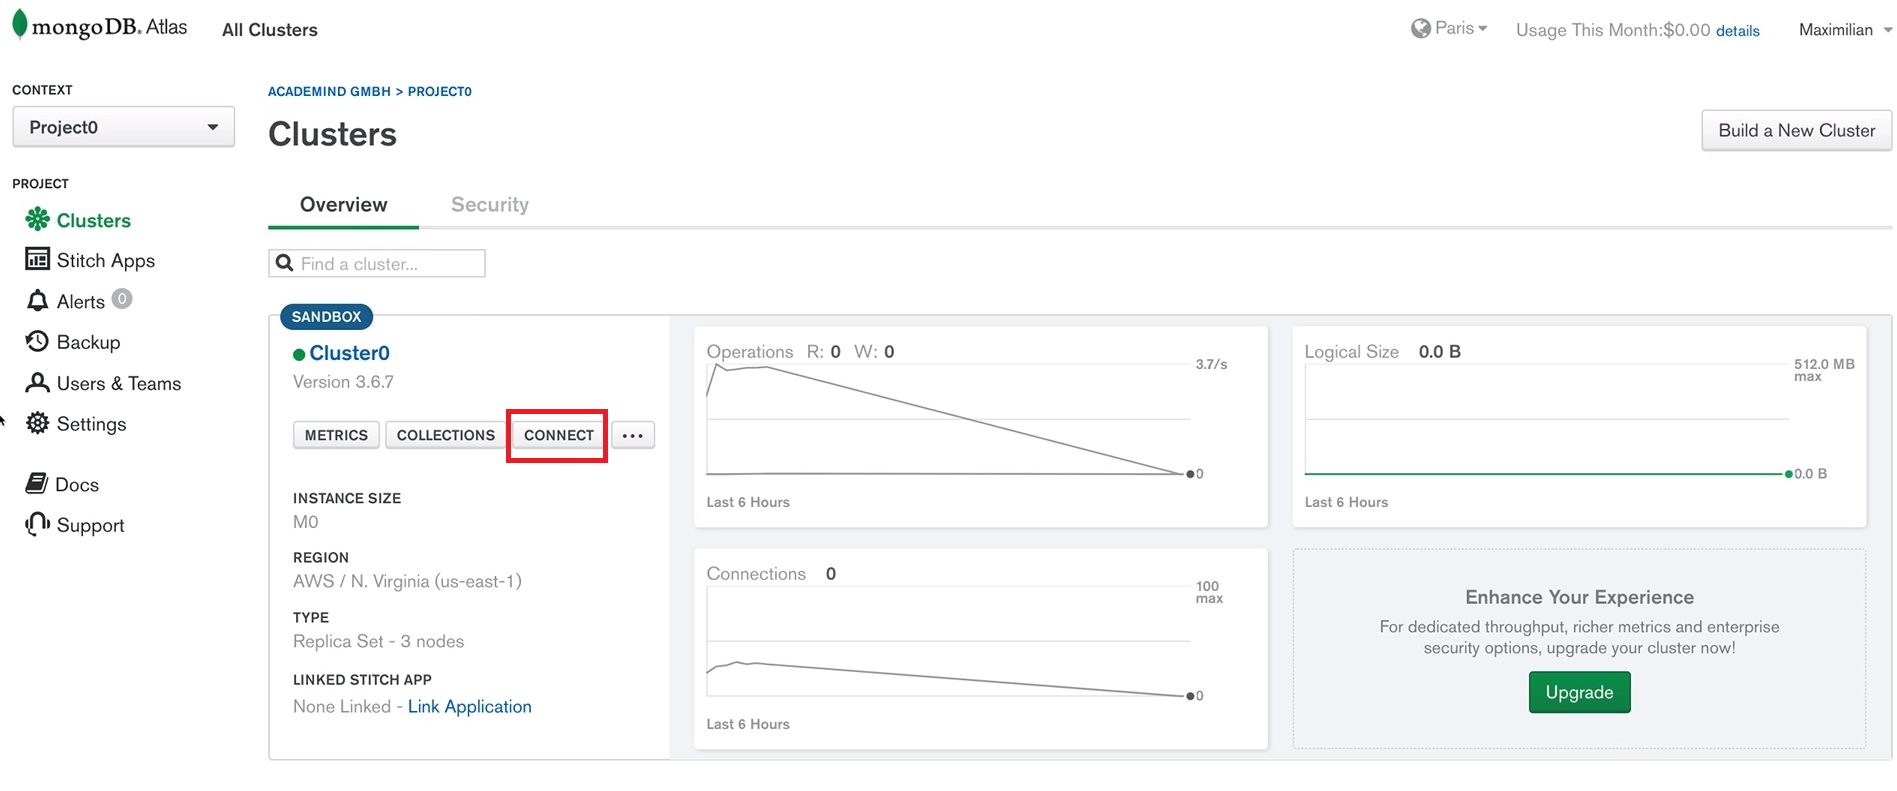 mongoDB. Atlas
All Clusters
Paris
Usage This Month:$0.00 details
Maximilian
CONTEXT
Project0
PROJECT
Clusters
Stitch Apps
Alerts 0
Backup
Users & Teams
Settings
Docs
Support
ACADEMIND GMBH > PROJECT0
Clusters
Build a New Cluster
Overview
Security
Find a cluster...
SANDBOX
Cluster0
Version 3.6.7
METRICS
COLLECTIONS
CONNECT
...
INSTANCE SIZE
M0
REGION
AWS / N. Virginia (us-east-1)
TYPE
Replica Set - 3 nodes
LINKED STITCH APP
None Linked - Link Application
Operations R: 0 W: 0
3.7/s
0
Last 6 Hours
Logical Size 0.0 B
512.0 MB
max
0.0 B
Last 6 Hours
Connections 0
100
max
0
Last 6 Hours
Enhance Your Experience
For dedicated throughput, richer metrics and enterprise
security options, upgrade your cluster now!
Upgrade